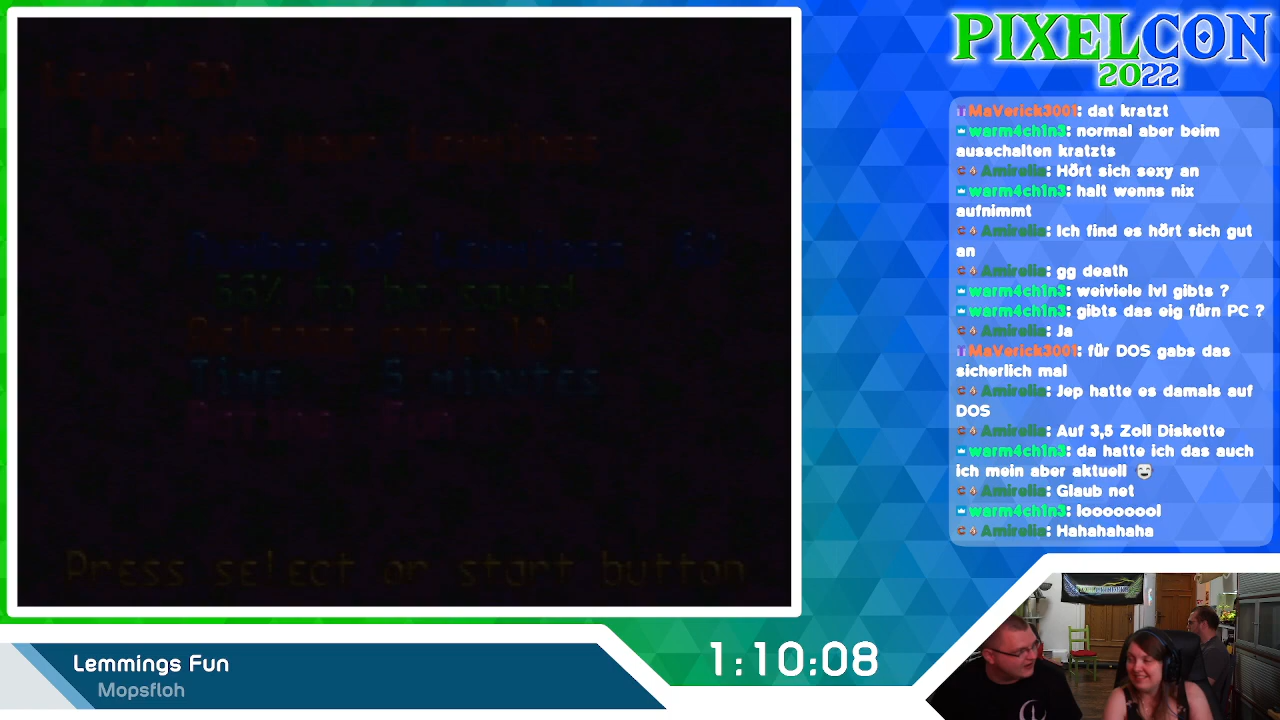 Level 30
Number of Lemmings 60
66% to be saved
Release rate 10
Time 5 minutes
Rating Fun
Press select or start button
PIXELCON
2022
MaVerick3001: dat kratzt
warm4ch1n3: normal aber beim
ausschalten kratzts
Amirelia: Hört sich sexy an
warm4ch1n3: halt wenns nix
aufnimmt
Amirelia: Ich find es hört sich gut
an
Amirelia: gg death
warm4ch1n3: weiviele lvl gibts ?
warm4ch1n3: gibts das eig fürn PC ?
Amirelia: Ja
MaVerick3001: für DOS gabs das
sicherlich mal
Amirelia: Jep hatte es damals auf
DOS
Amirelia: Auf 3,5 Zoll Diskette
warm4ch1n3: da hatte ich das auch
ich mein aber aktuell
Amirelia: Glaub net
warm4ch1n3: looooooool
Amirelia: Hahahahaha
Lemmings Fun
Mopsfloh
1:10:08